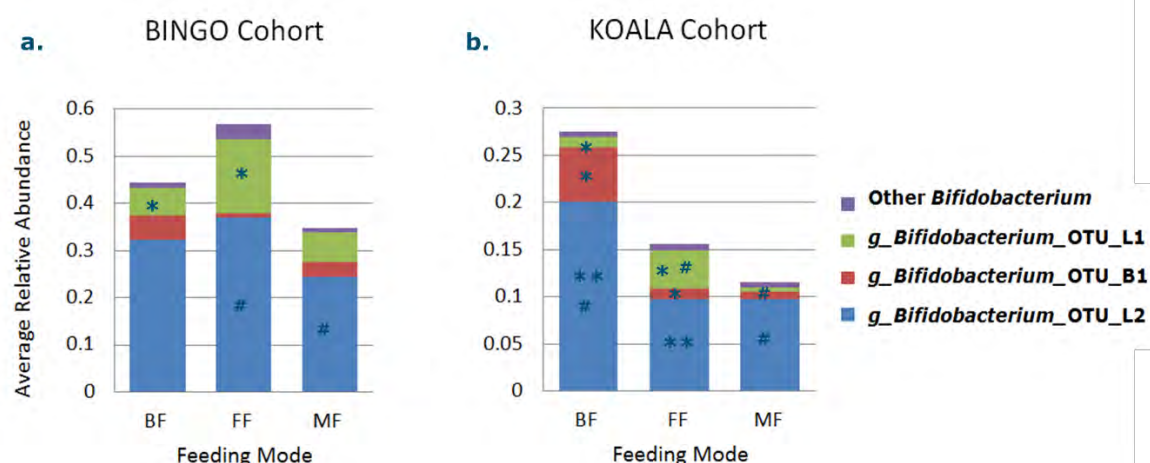 a.
BINGO Cohort
Average Relative Abundance
0.6
0.5
0.4
0.3
0.2
0.1
0
*
*
#
#
BF
FF
MF
Feeding Mode
b.
KOALA Cohort
0.3
0.25
0.2
0.15
0.1
0.05
0
*
*
**
#
* #
*
**
#
#
BF
FF
MF
Feeding Mode
Other Bifidobacterium
g_Bifidobacterium_OTU_L1
g_Bifidobacterium_OTU_B1
g_Bifidobacterium_OTU_L2